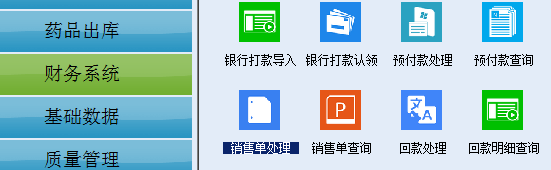 药品出库
财务系统
基础数据
质量管理
银行打款导入 银行打款认领 预付款处理 预付款查询
销售单处理 销售单查询 回款处理 回款明细查询